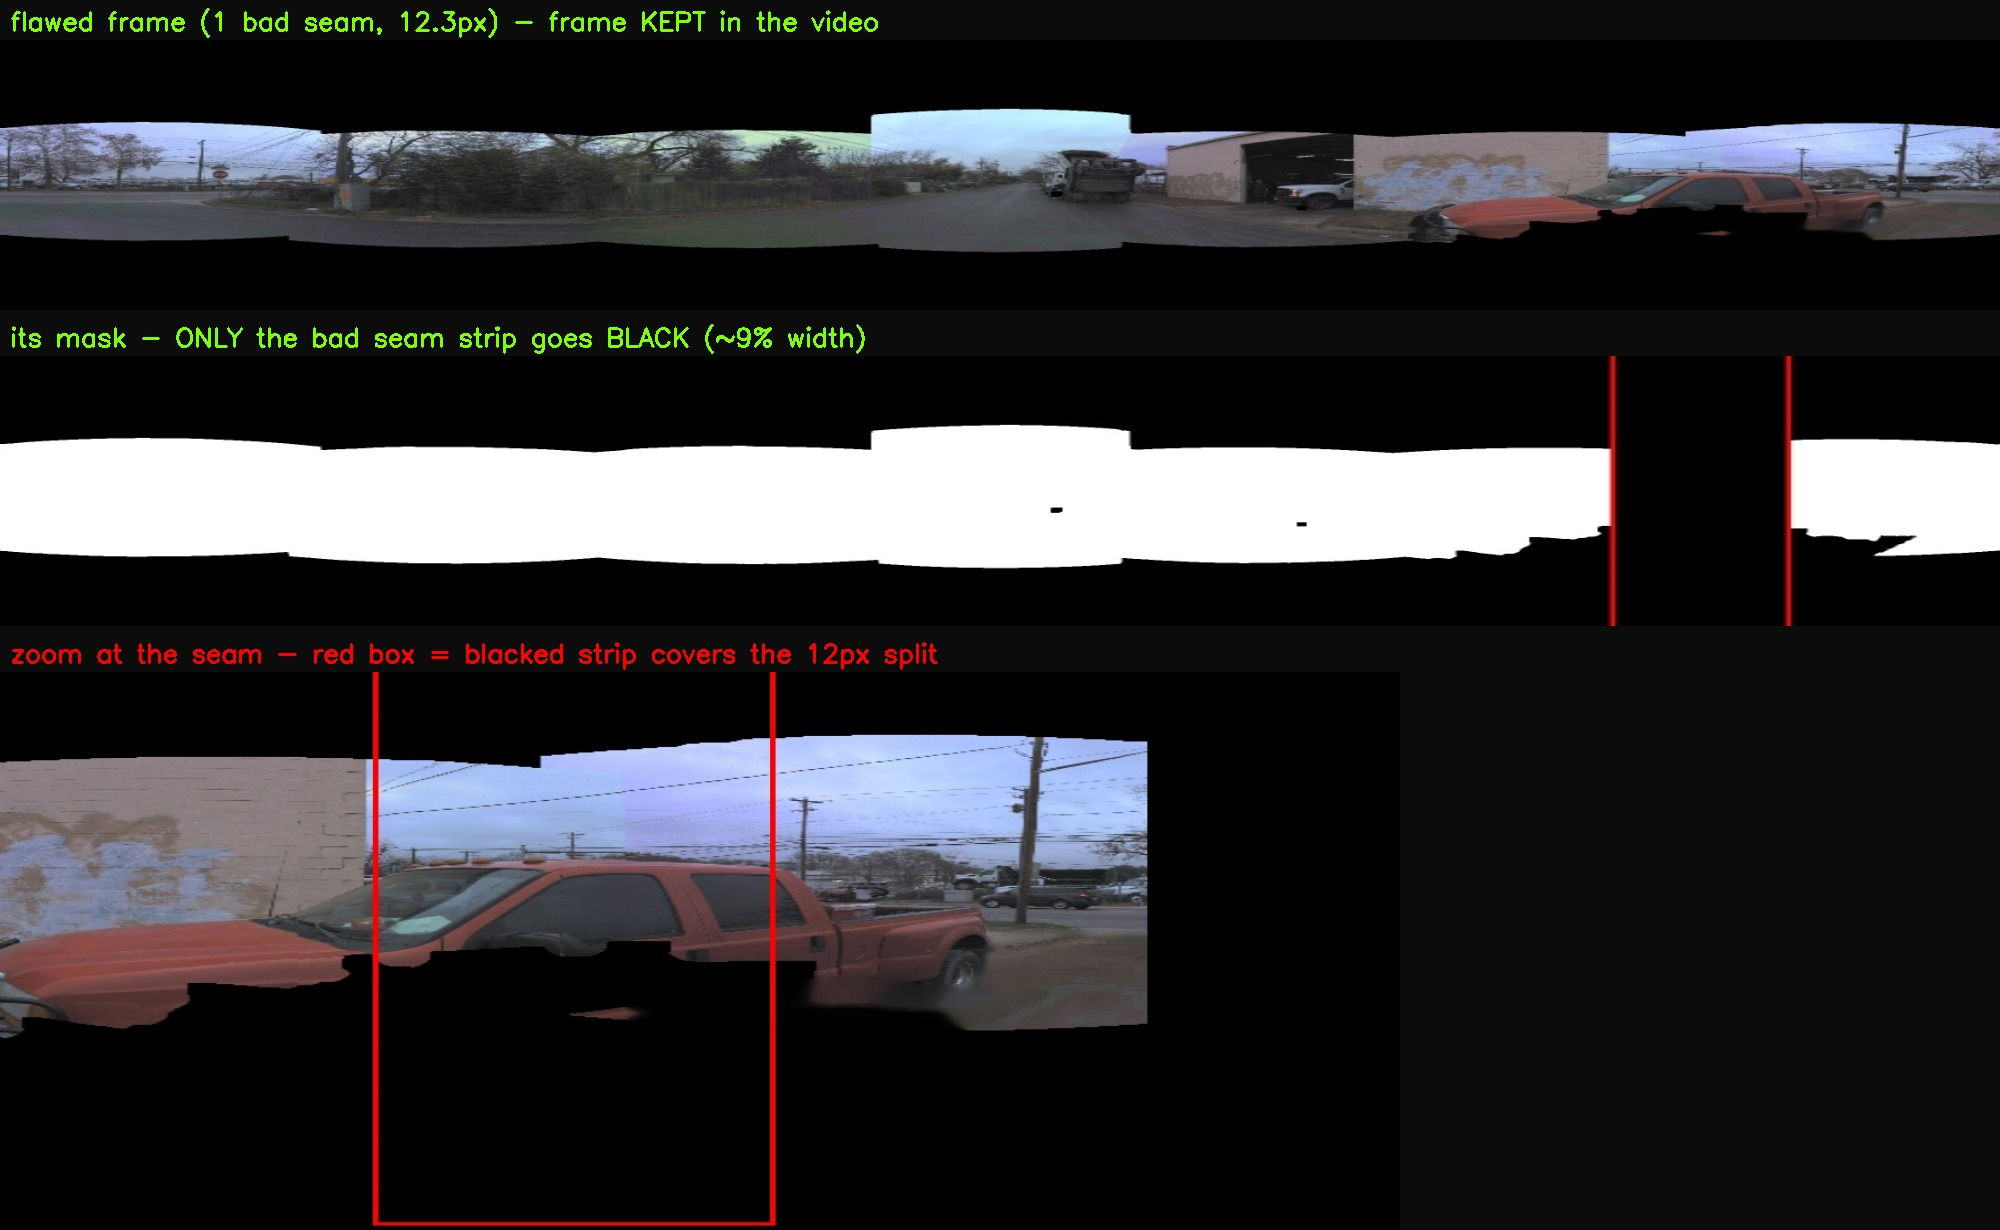 flawed frame (1 bad seam, 12.3px) – frame KEPT in the video
its mask – ONLY the bad seam strip goes BLACK (~9% width)
zoom at the seam – red box = blacked strip covers the 12px split